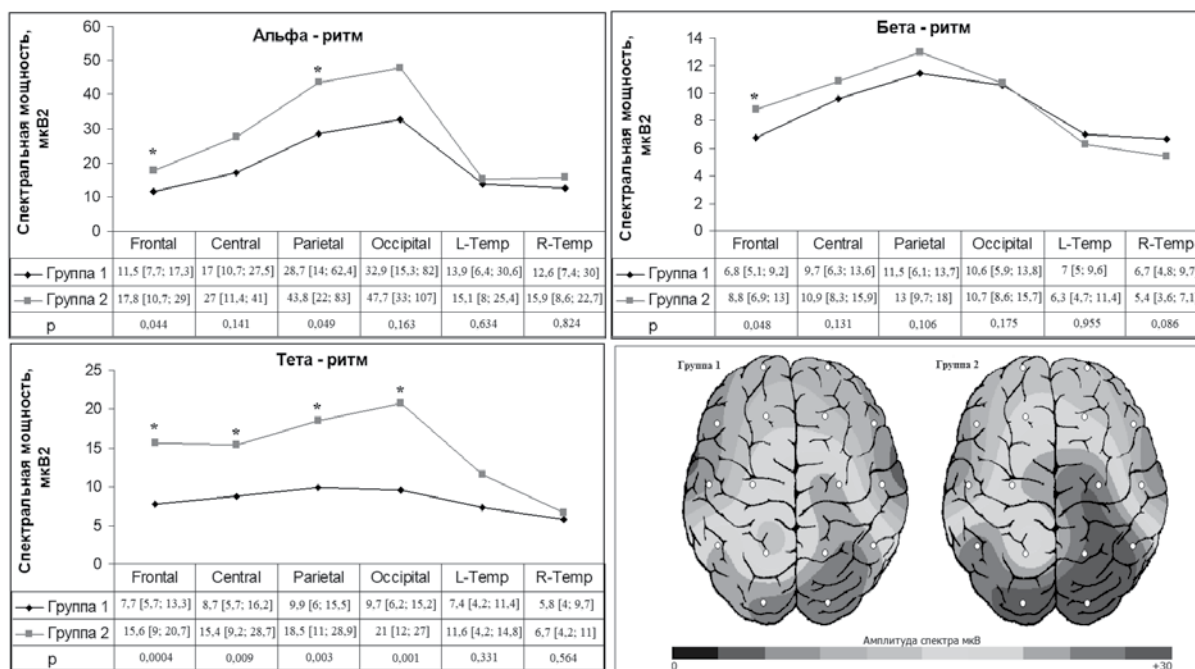 Альфа - ритм
Спектральная мощность,
мкВ2
60
50
40
30
20
10
0
*
*
Frontal Central Parietal Occipital L-Temp R-Temp
Группа 1 11,5 [7,7; 17,3] 17 [10,7; 27,5] 28,7 [14; 62,4] 32,9 [15,3; 82] 13,9 [6,4; 30,6] 12,6 [7,4; 30]
Группа 2 17,8 [10,7; 29] 27 [11,4; 41] 43,8 [22; 83] 47,7 [33; 107] 15,1 [8; 25,4] 15,9 [8,6; 22,7]
p 0,044 0,141 0,049 0,163 0,634 0,824
Бета - ритм
Спектральная мощность,
мкВ2
14
12
10
8
6
4
2
0
*
Frontal Central Parietal Occipital L-Temp R-Temp
Группа 1 6,8 [5,1; 9,2] 9,7 [6,3; 13,6] 11,5 [6,1; 13,7] 10,6 [5,9; 13,8] 7 [5; 9,6] 6,7 [4,8; 9,7]
Группа 2 8,8 [6,9; 13] 10,9 [8,3; 15,9] 13 [9,7; 18] 10,7 [8,6; 15,7] 6,3 [4,7; 11,4] 5,4 [3,6; 7,1]
p 0,048 0,131 0,106 0,175 0,955 0,086
Тета - ритм
Спектральная мощность,
мкВ2
25
20
15
10
5
0
*
*
*
*
Frontal Central Parietal Occipital L-Temp R-Temp
Группа 1 7,7 [5,7; 13,3] 8,7 [5,7; 16,2] 9,9 [6; 15,5] 9,7 [6,2; 15,2] 7,4 [4,2; 11,4] 5,8 [4; 9,7]
Группа 2 15,6 [9; 20,7] 15,4 [9,2; 28,7] 18,5 [11; 28,9] 21 [12; 27] 11,6 [4,2; 14,8] 6,7 [4,2; 11]
p 0,0004 0,009 0,003 0,001 0,331 0,564
Группа 1 Группа 2
Амплитуда спектра мкВ
0 +30